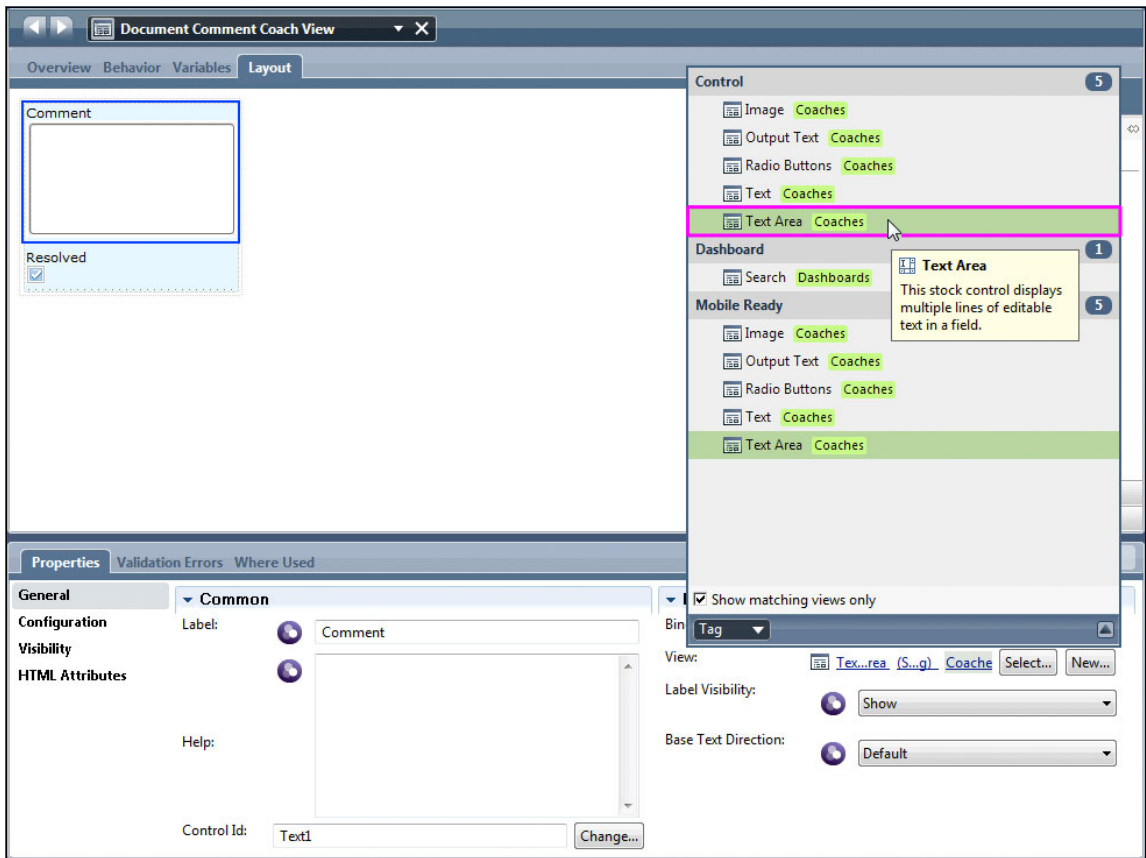 Document Comment Coach View
Overview Behavior Variables Layout
Comment
Resolved
Control 5
Image Coaches
Output Text Coaches
Radio Buttons Coaches
Text Coaches
Text Area Coaches
Dashboard 1
Search Dashboards
Mobile Ready 5
Image Coaches
Output Text Coaches
Radio Buttons Coaches
Text Coaches
Text Area Coaches
Text Area
This stock control displays
multiple lines of editable
text in a field.
Show matching views only
Tag
Properties Validation Errors Where Used
General
Configuration
Visibility
HTML Attributes
Common
Label: Comment
Help:
Control Id: Text1 Change...
Bin
View: Tex...rea (S...g) Coache Select... New...
Label Visibility: Show
Base Text Direction: Default